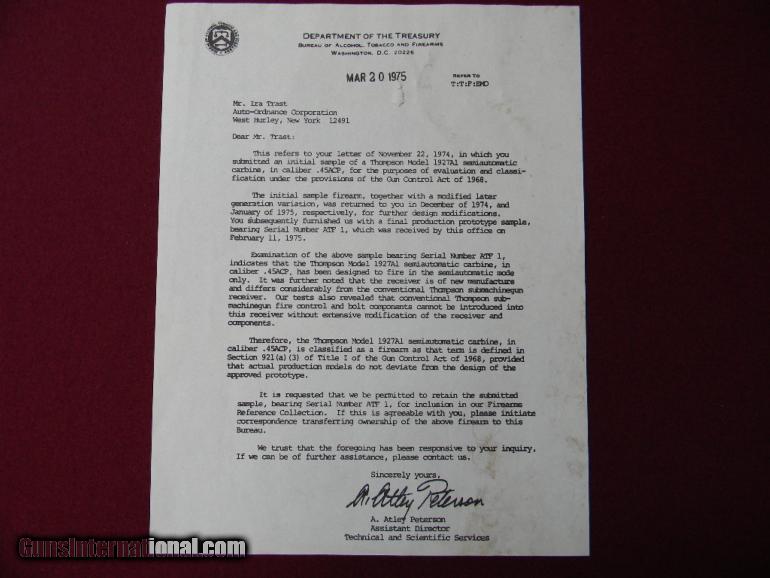 DEPARTMENT OF THE TREASURY
BUREAU OF ALCOHOL, TOBACCO AND FIREARMS
WASHINGTON, D.C. 20226
MAR 20 1975
REFER TO
T:T:F:EMO
Mr. Ira Trast
Auto-Ordnance Corporation
West Hurley, New York 12491
Dear Mr. Trast:
This refers to your letter of November 22, 1974, in which you
submitted an initial sample of a Thompson Model 1927A1 semiautomatic
carbine, in caliber .45ACP, for the purposes of evaluation and classi-
fication under the provisions of the Gun Control Act of 1968.
The initial sample firearm, together with a modified later
generation variation, was returned to you in December of 1974, and
January of 1975, respectively, for further design modifications.
You subsequently furnished us with a final production prototype sample,
bearing Serial Number ATF 1, which was received by this office on
February 11, 1975.
Examination of the above sample bearing Serial Number ATF 1,
indicates that the Thompson Model 1927A1 semiautomatic carbine, in
caliber .45ACP, has been designed to fire in the semiautomatic mode
only. It was further noted that the receiver is of new manufacture
and differs considerably from the conventional Thompson submachinegun
receiver. Our tests also revealed that conventional Thompson sub-
machinegun fire control and bolt components cannot be introduced into
this receiver without extensive modification of the receiver and
components.
Therefore, the Thompson Model 1927A1 semiautomatic carbine, in
caliber .45ACP, is classified as a firearm as that term is defined in
Section 921(a)(3) of Title I of the Gun Control Act of 1968, provided
that actual production models do not deviate from the design of the
approved prototype.
It is requested that we be permitted to retain the submitted
sample, bearing Serial Number ATF 1, for inclusion in our Firearms
Reference Collection. If this is agreeable with you, please initiate
correspondence transferring ownership of the above firearm to this
Bureau.
We trust that the foregoing has been responsive to your inquiry.
If we can be of further assistance, please contact us.
Sincerely yours,
A. Atley Peterson
A. Atley Peterson
Assistant Director
Technical and Scientific Services
GunsInternational.com